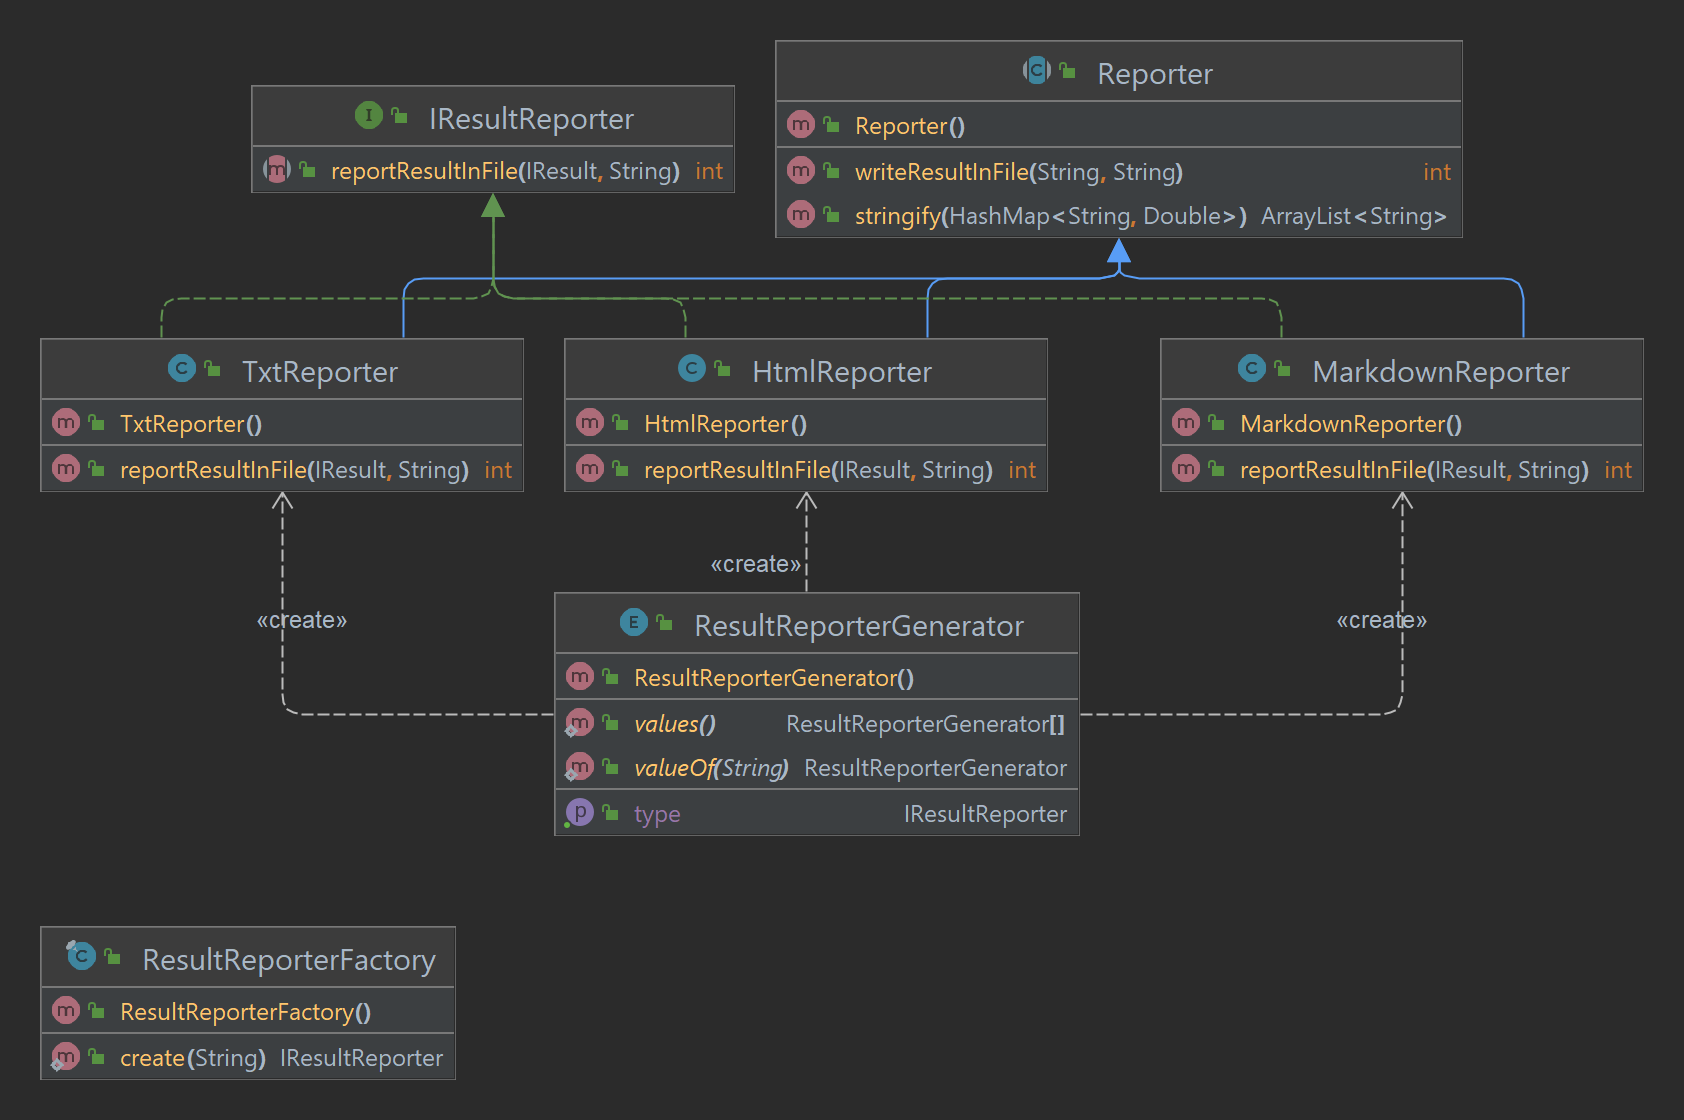 IResultReporter
reportResultInFile(IResult, String) int
Reporter
Reporter()
writeResultInFile(String, String) int
stringify(HashMap<String, Double>) ArrayList<String>
TxtReporter
TxtReporter()
reportResultInFile(IResult, String) int
HtmlReporter
HtmlReporter()
reportResultInFile(IResult, String) int
MarkdownReporter
MarkdownReporter()
reportResultInFile(IResult, String) int
«create»
«create»
«create»
ResultReporterGenerator
ResultReporterGenerator()
values() ResultReporterGenerator[]
valueOf(String) ResultReporterGenerator
type IResultReporter
ResultReporterFactory
ResultReporterFactory()
create(String) IResultReporter